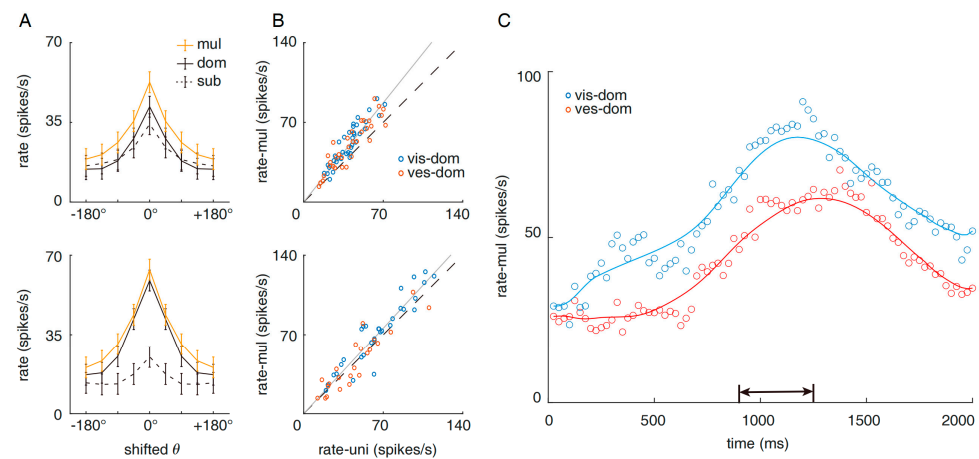 A
B
C
70
35
0
rate (spikes/s)
mul
dom
sub
-180° 0° +180°
140
70
0
rate-mul (spikes/s)
vis-dom
ves-dom
70 140
100
50
0
rate-mul (spikes/s)
vis-dom
ves-dom
0 500 1000 1500 2000
time (ms)
70
35
0
rate (spikes/s)
-180° 0° +180°
shifted θ
140
70
0
rate-mul (spikes/s)
70 140
rate-uni (spikes/s)